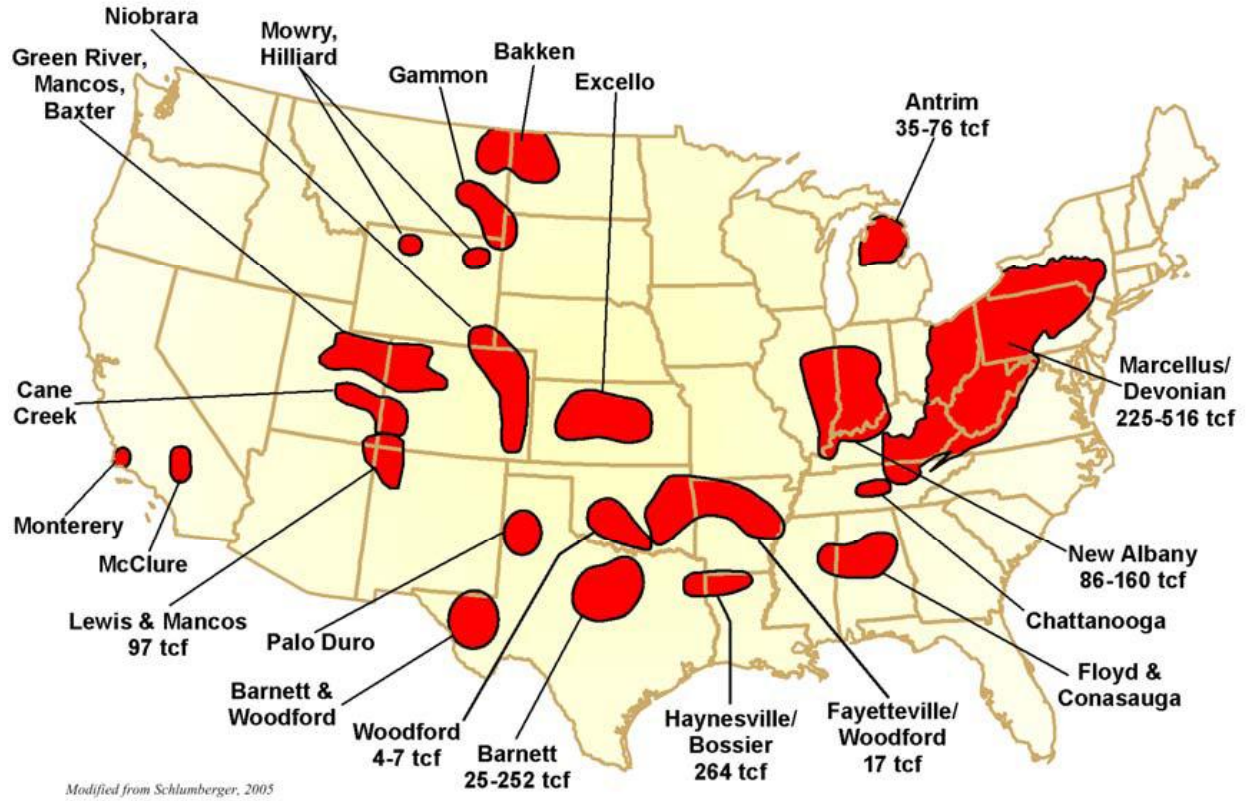 Niobrara
Mowry,
Hilliard
Green River,
Mancos,
Baxter
Gammon
Bakken
Excello
Antrim
35-76 tcf
Cane
Creek
Marcellus/
Devonian
225-516 tcf
Monterery
McClure
New Albany
86-160 tcf
Lewis & Mancos
97 tcf
Palo Duro
Chattanooga
Barnett &
Woodford
Floyd &
Conasauga
Woodford
4-7 tcf
Barnett
25-252 tcf
Haynesville/
Bossier
264 tcf
Fayetteville/
Woodford
17 tcf
Modified from Schlumberger, 2005